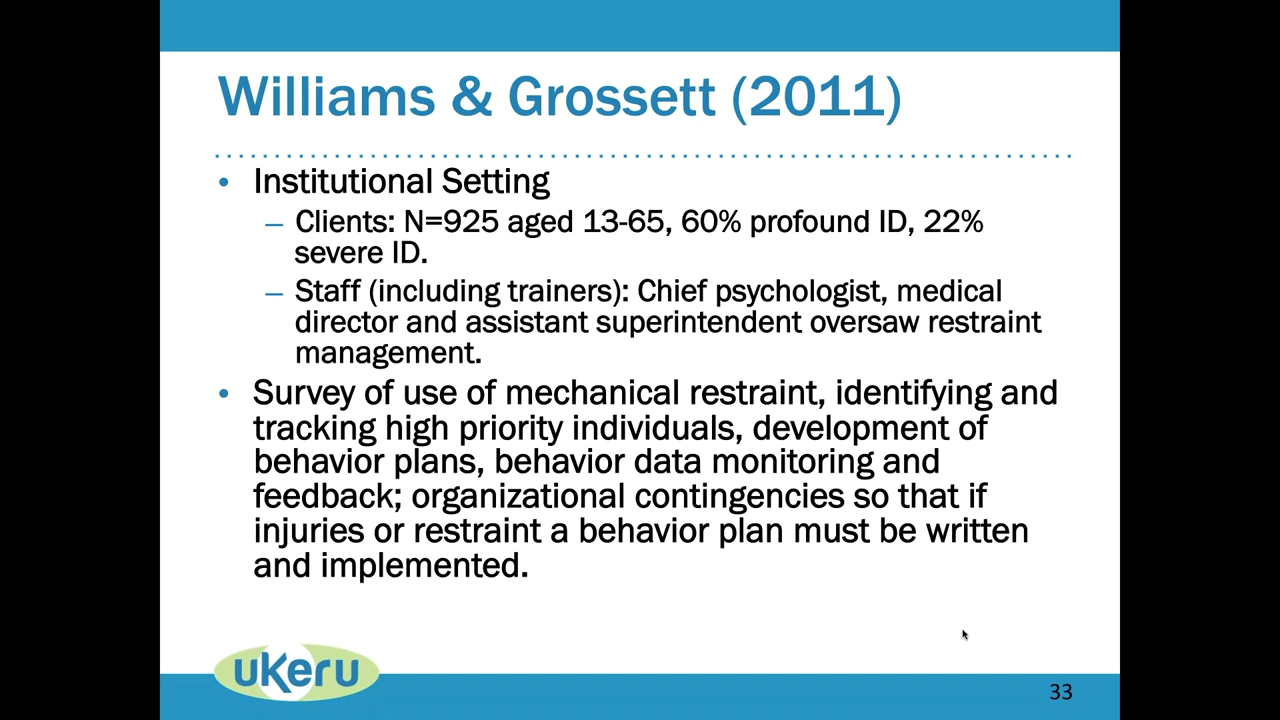 Williams & Grossett (2011)
• Institutional Setting
– Clients: N=925 aged 13-65, 60% profound ID, 22%
severe ID.
– Staff (including trainers): Chief psychologist, medical
director and assistant superintendent oversaw restraint
management.
• Survey of use of mechanical restraint, identifying and
tracking high priority individuals, development of
behavior plans, behavior data monitoring and
feedback; organizational contingencies so that if
injuries or restraint a behavior plan must be written
and implemented.
ukeru
33